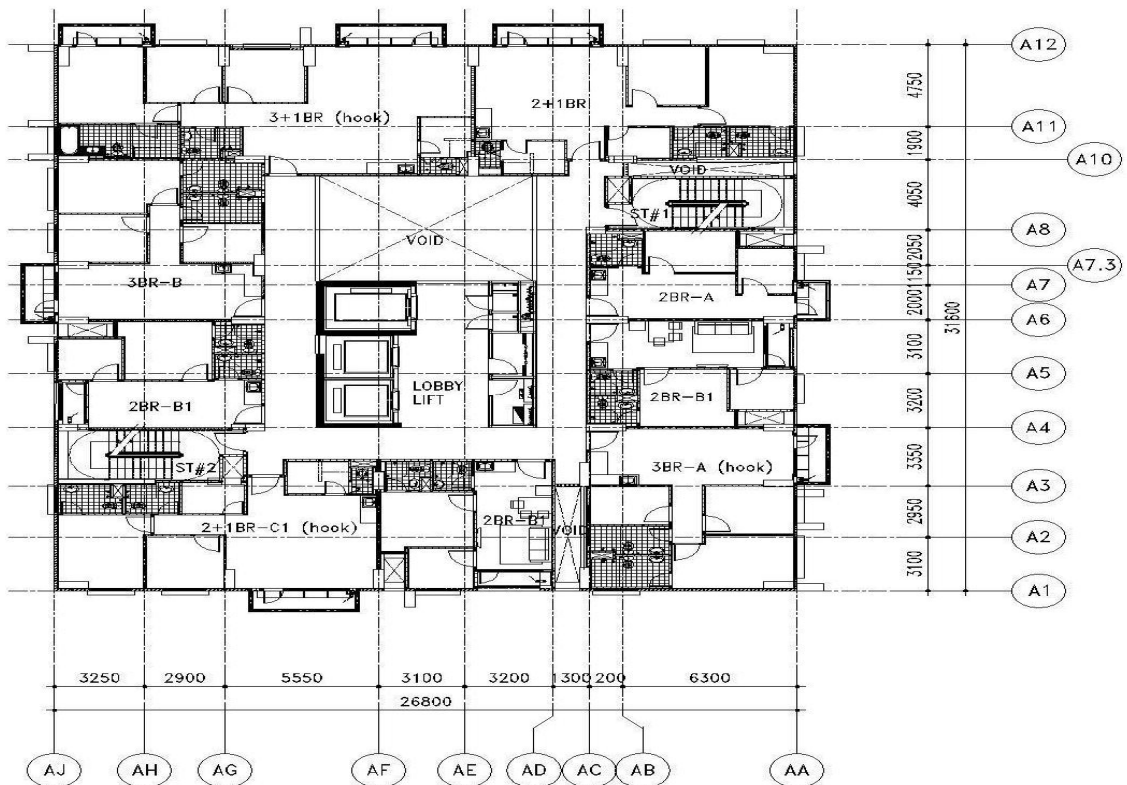 A12
4750
3+1BR (hook)
2+1BR
A11
1900
A10
VOID
4050
ST#1
A8
VOID
2050
A7.3
1150
3BR-B
2BR-A
A7
2000
A6
31600
3100
LOBBY
LIFT
A5
2BR-B1
2BR-B1
3200
A4
ST#2
3BR-A (hook)
3350
A3
2+1BR-C1 (hook)
2BR-B1
VOID
2950
A2
3100
A1
3250 2900 5550 3100 3200 1300 200 6300
26800
AJ AH AG AF AE AD AC AB AA